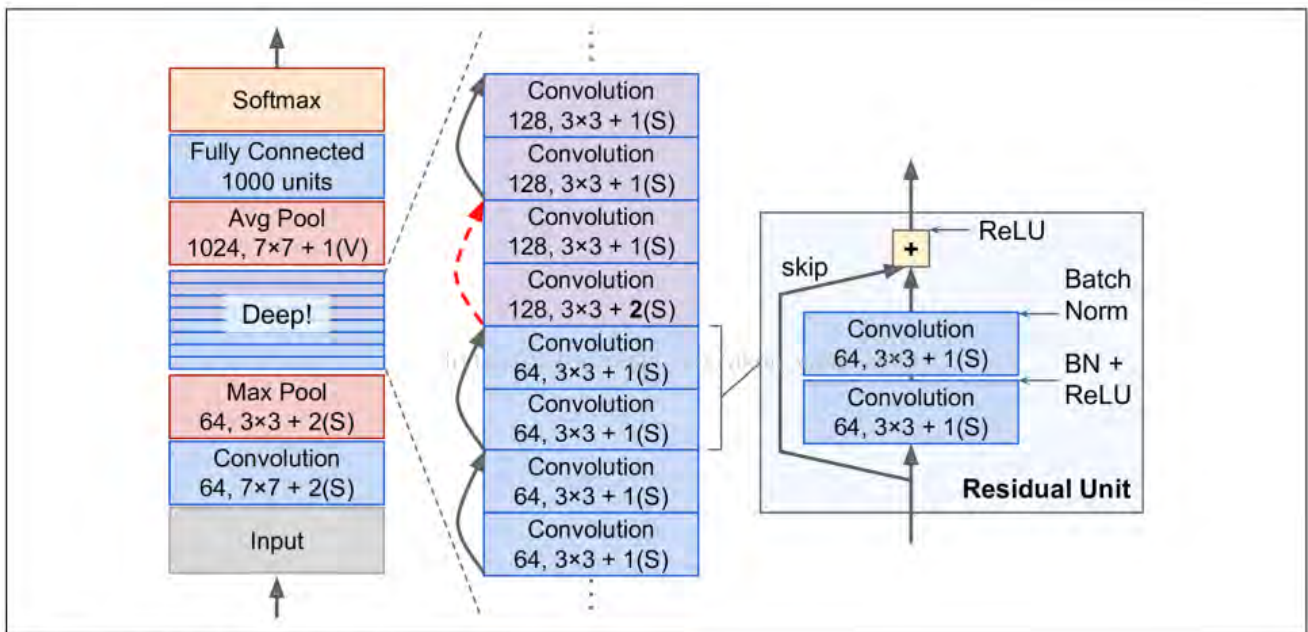 Softmax
Fully Connected
1000 units
Avg Pool
1024, 7×7 + 1(V)
Deep!
Max Pool
64, 3×3 + 2(S)
Convolution
64, 7×7 + 2(S)
Input
Convolution
128, 3×3 + 1(S)
Convolution
128, 3×3 + 1(S)
Convolution
128, 3×3 + 1(S)
Convolution
128, 3×3 + 2(S)
Convolution
64, 3×3 + 1(S)
Convolution
64, 3×3 + 1(S)
Convolution
64, 3×3 + 1(S)
Convolution
64, 3×3 + 1(S)
ReLU
+
skip
Batch
Norm
Convolution
64, 3×3 + 1(S)
BN +
ReLU
Convolution
64, 3×3 + 1(S)
Residual Unit